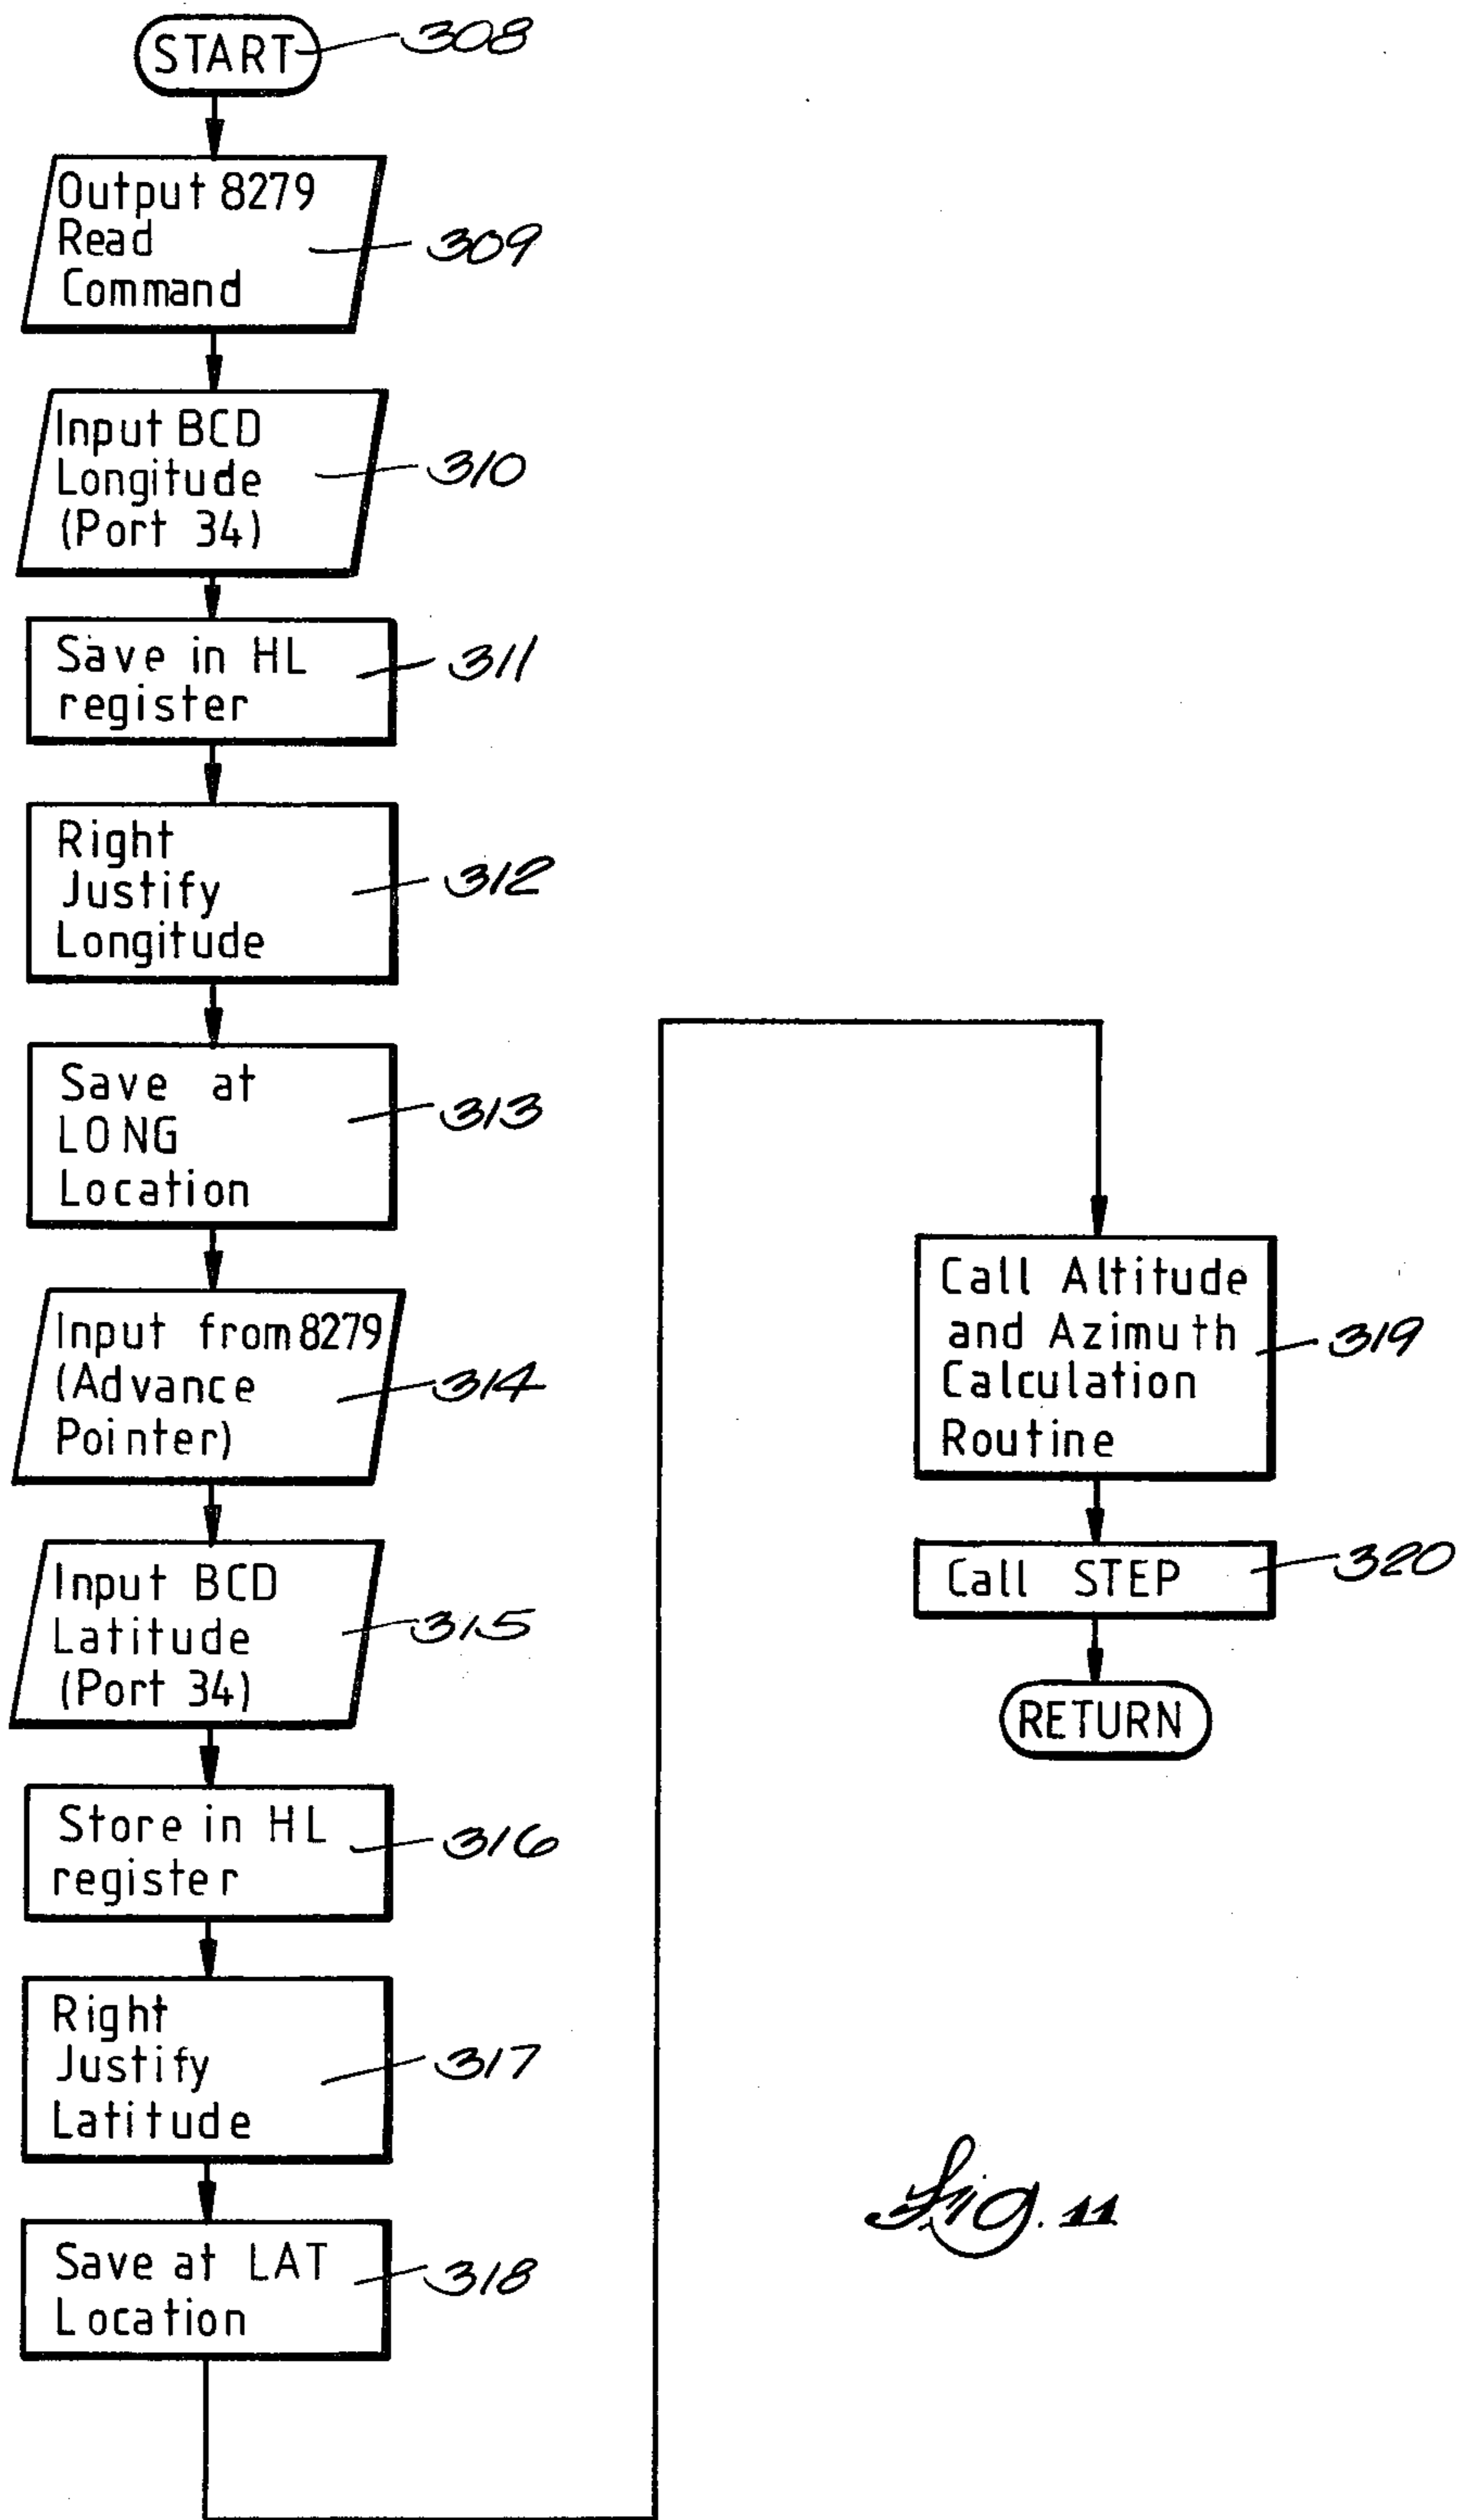 START
308
Output 8279
Read
Command
309
Input BCD
Longitude
(Port 34)
310
Save in HL
register
311
Right
Justify
Longitude
312
Save at
LONG
Location
313
Input from 8279
(Advance
Pointer)
314
Input BCD
Latitude
(Port 34)
315
Store in HL
register
316
Right
Justify
Latitude
317
Save at LAT
Location
318
Call Altitude
and Azimuth
Calculation
Routine
319
Call STEP
320
RETURN
Fig. 11